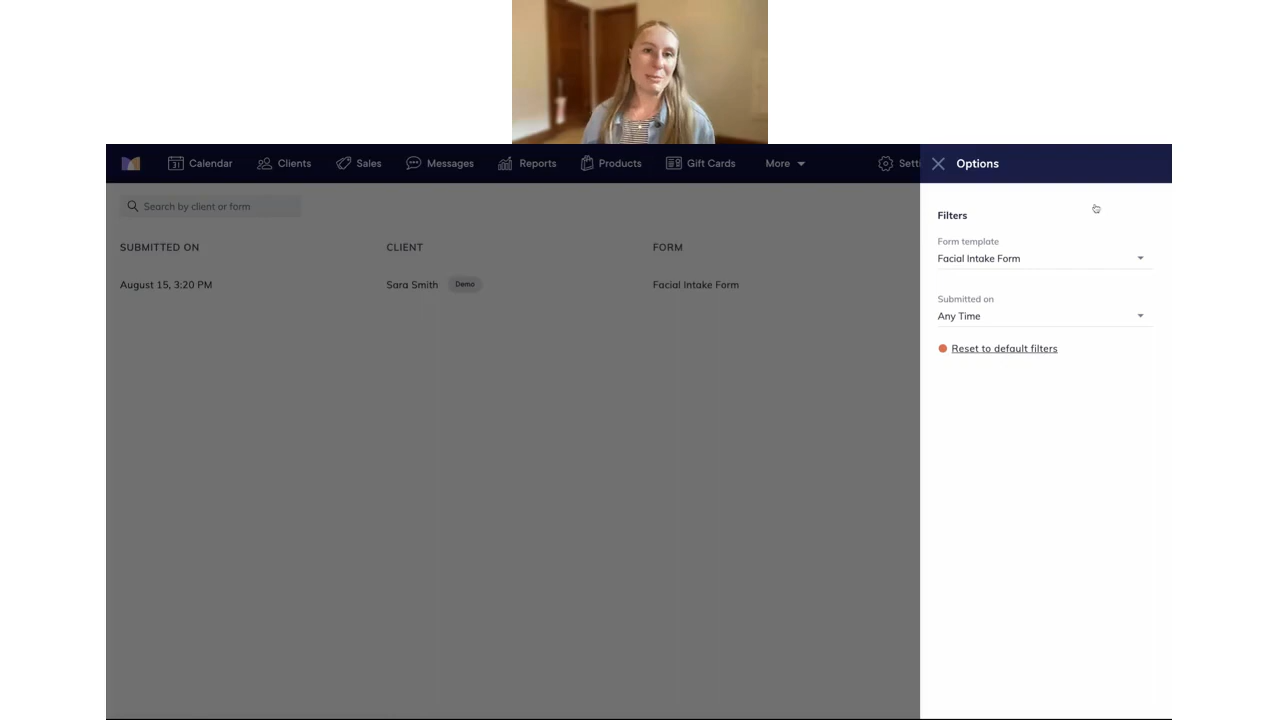 Calendar
Clients
Sales
Messages
Reports
Products
Gift Cards
More
Setti
Options
Search by client or form
SUBMITTED ON
CLIENT
FORM
August 15, 3:20 PM
Sara Smith
Demo
Facial Intake Form
Filters
Form template
Facial Intake Form
Submitted on
Any Time
Reset to default filters